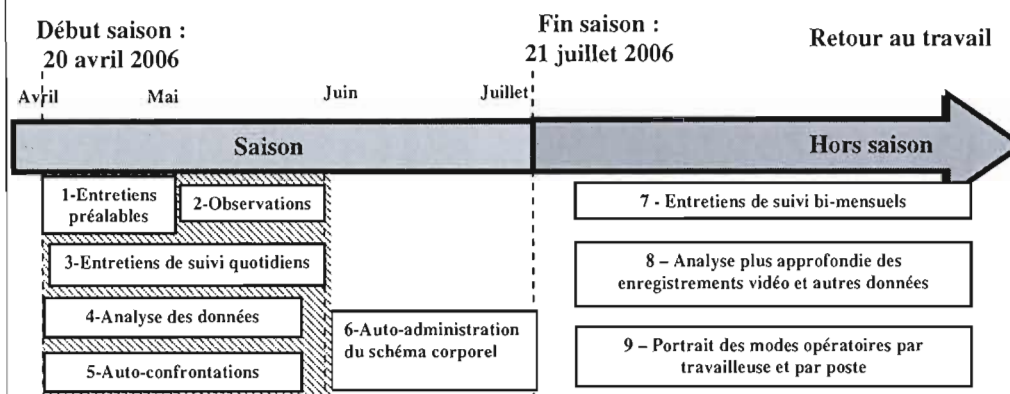 Début saison :
20 avril 2006
Fin saison :
21 juillet 2006
Retour au travail
Avril
Mai
Juin
Juillet
Saison
Hors saison
1-Entretiens
préalables
2-Observations
3-Entretiens de suivi quotidiens
4-Analyse des données
5-Auto-confrontations
6-Auto-administration
du schéma corporel
7 - Entretiens de suivi bi-mensuels
8 – Analyse plus approfondie des
enregistrements vidéo et autres données
9 – Portrait des modes opératoires par
travailleuse et par poste